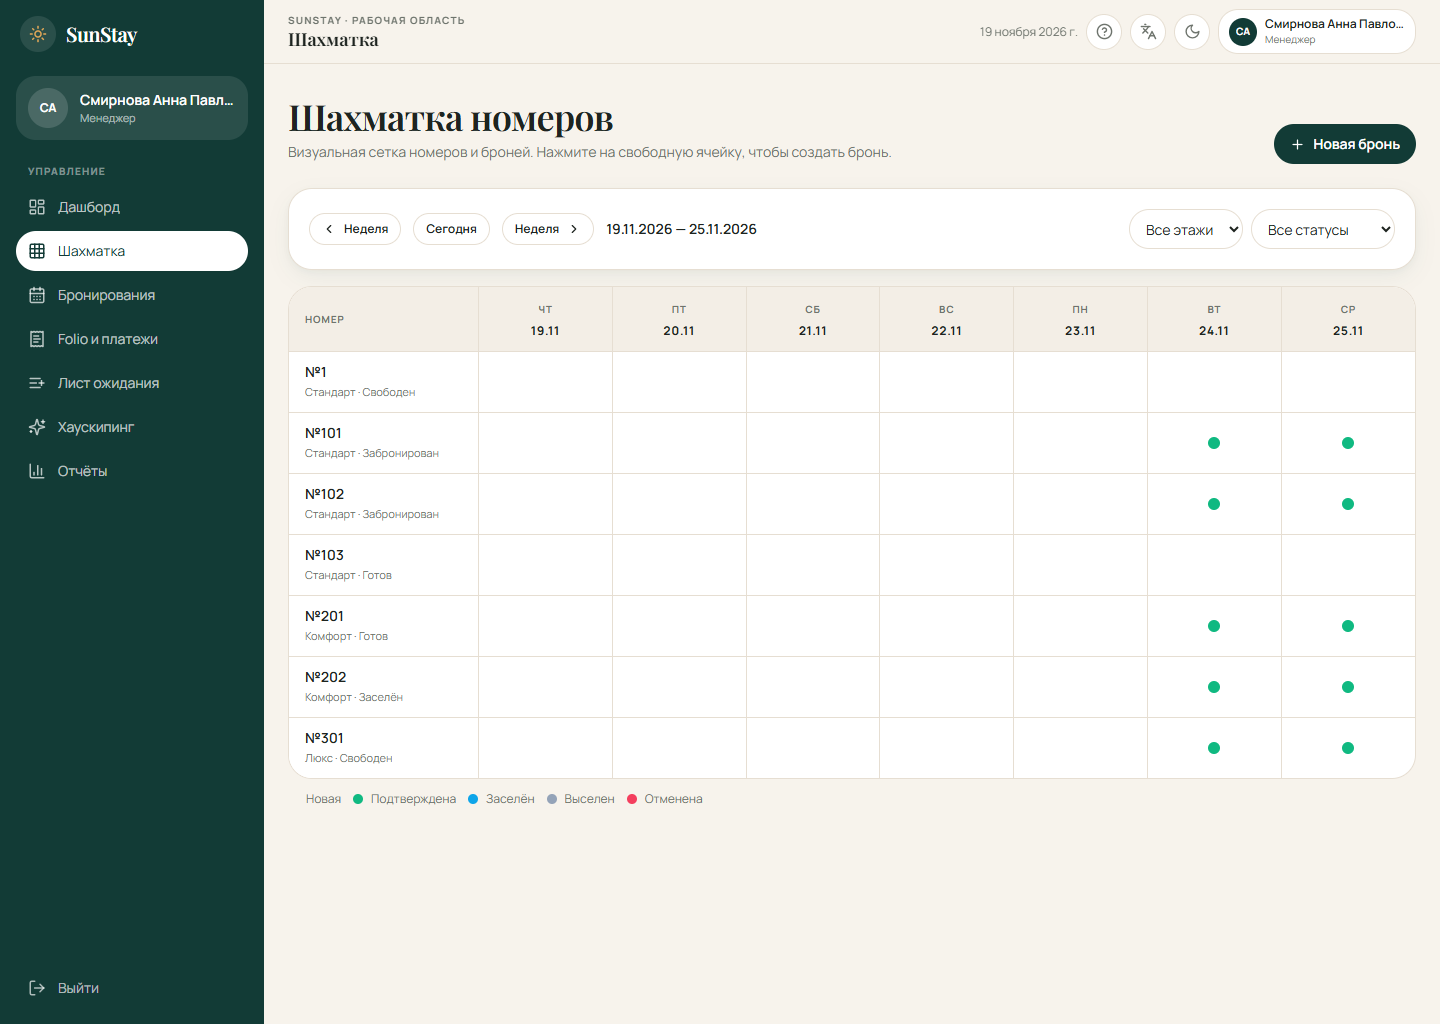 SunStay
СА
Смирнова Анна Павл...
Менеджер
УПРАВЛЕНИЕ
Дашборд
Шахматка
Бронирования
Folio и платежи
Лист ожидания
Хаускипинг
Отчёты
Выйти
SUNSTAY · РАБОЧАЯ ОБЛАСТЬ
Шахматка
19 ноября 2026 г.
СА
Смирнова Анна Павло...
Менеджер
Шахматка номеров
Визуальная сетка номеров и броней. Нажмите на свободную ячейку, чтобы создать бронь.
Новая бронь
Неделя
Сегодня
Неделя
19.11.2026 — 25.11.2026
Все этажи
Все статусы
НОМЕР
ЧТ 19.11
ПТ 20.11
СБ 21.11
ВС 22.11
ПН 23.11
ВТ 24.11
СР 25.11
№1
Стандарт · Свободен
№101
Стандарт · Забронирован
№102
Стандарт · Забронирован
№103
Стандарт · Готов
№201
Комфорт · Готов
№202
Комфорт · Заселён
№301
Люкс · Свободен
Новая
Подтверждена
Заселён
Выселен
Отменена